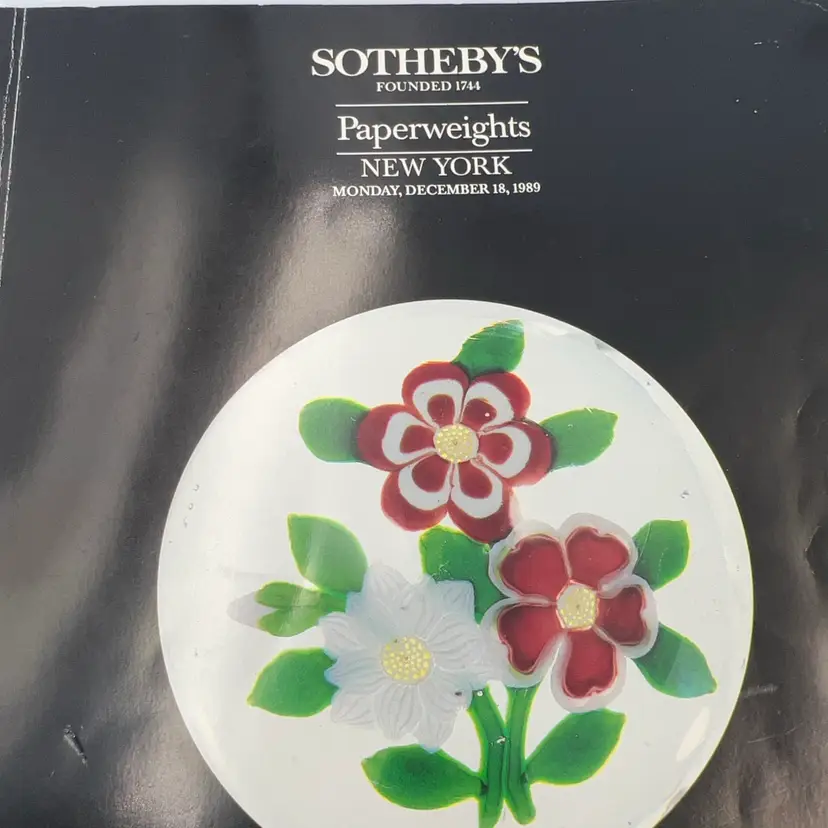 SOTHEBY'S
FOUNDED 1744
Paperweights
NEW YORK
MONDAY, DECEMBER 18, 1989